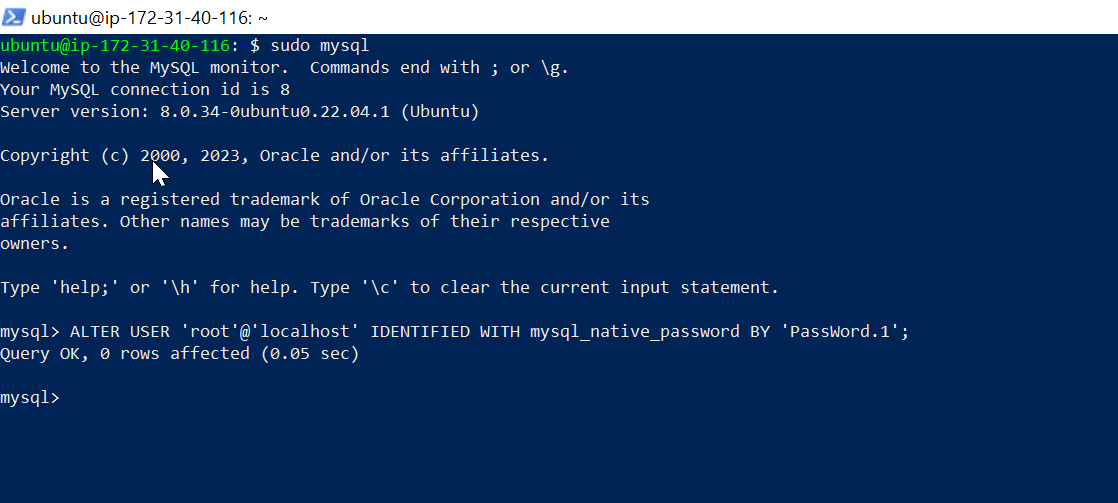 ubuntu@ip-172-31-40-116: ~
ubuntu@ip-172-31-40-116:~$ sudo mysql
Welcome to the MySQL monitor.  Commands end with ; or \g.
Your MySQL connection id is 8
Server version: 8.0.34-0ubuntu0.22.04.1 (Ubuntu)
Copyright (c) 2000, 2023, Oracle and/or its affiliates.
Oracle is a registered trademark of Oracle Corporation and/or its
affiliates. Other names may be trademarks of their respective
owners.
Type 'help;' or '\h' for help. Type '\c' to clear the current input statement.
mysql> ALTER USER 'root'@'localhost' IDENTIFIED WITH mysql_native_password BY 'PassWord.1';
Query OK, 0 rows affected (0.05 sec)
mysql>